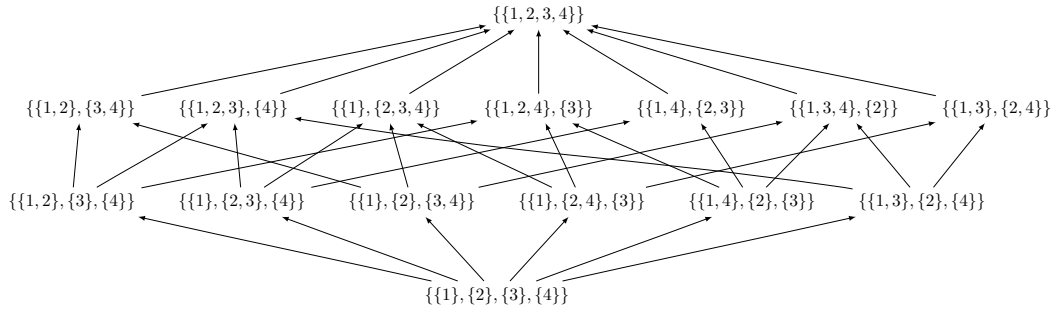 {{1, 2, 3, 4}}
{{1, 2}, {3, 4}} {{1, 2, 3}, {4}} {{1}, {2, 3, 4}} {{1, 2, 4}, {3}} {{1, 4}, {2, 3}} {{1, 3, 4}, {2}} {{1, 3}, {2, 4}}
{{1, 2}, {3}, {4}} {{1}, {2, 3}, {4}} {{1}, {2}, {3, 4}} {{1}, {2, 4}, {3}} {{1, 4}, {2}, {3}} {{1, 3}, {2}, {4}}
{{1}, {2}, {3}, {4}}